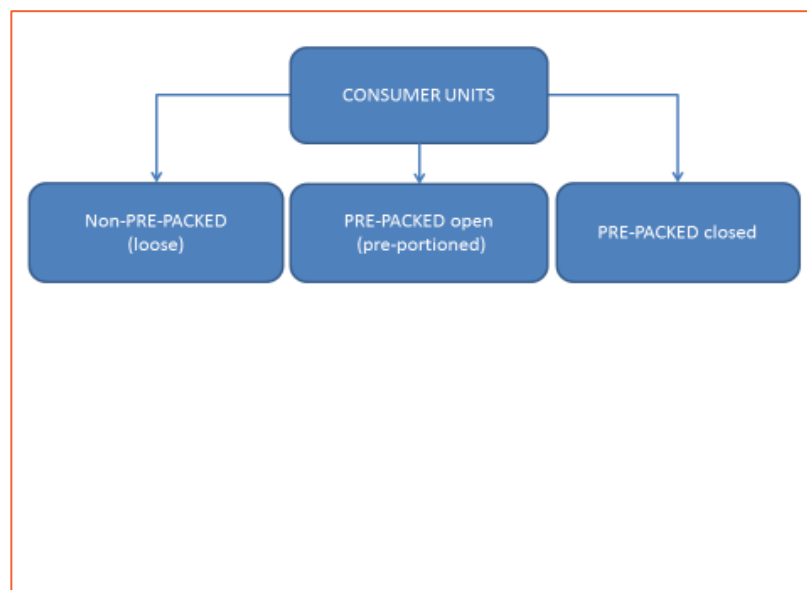 CONSUMER UNITS
Non-PRE-PACKED
(loose)
PRE-PACKED open
(pre-portioned)
PRE-PACKED closed